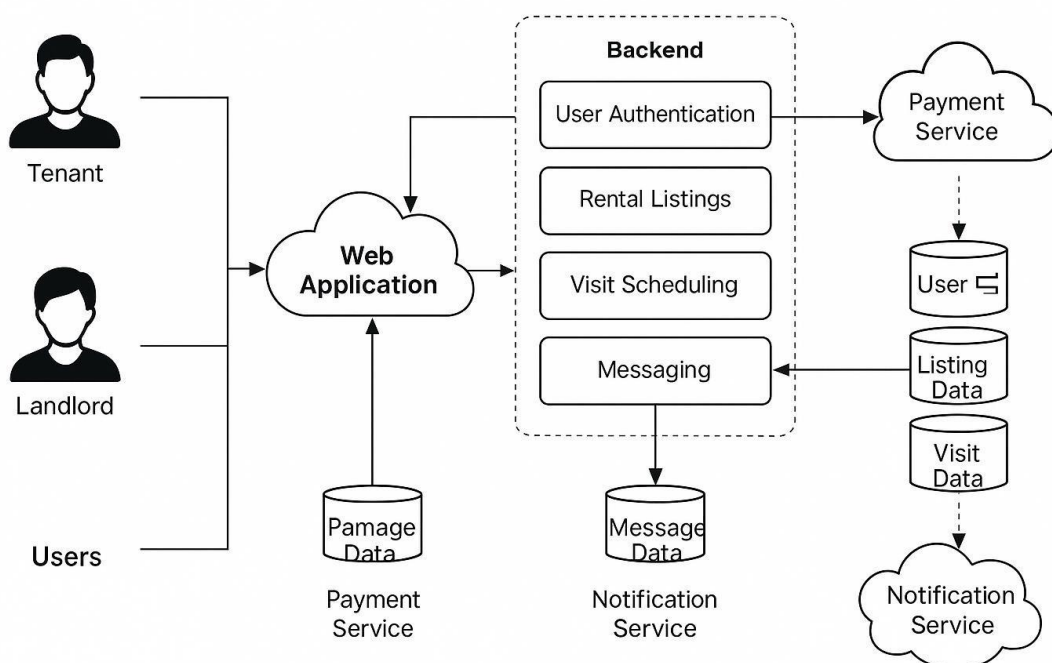 Tenant
Landlord
Users
Web
Application
Pamage
Data
Payment
Service
Backend
User Authentication
Rental Listings
Visit Scheduling
Messaging
Message
Data
Notification
Service
Payment
Service
User
Listing
Data
Visit
Data
Notification
Service